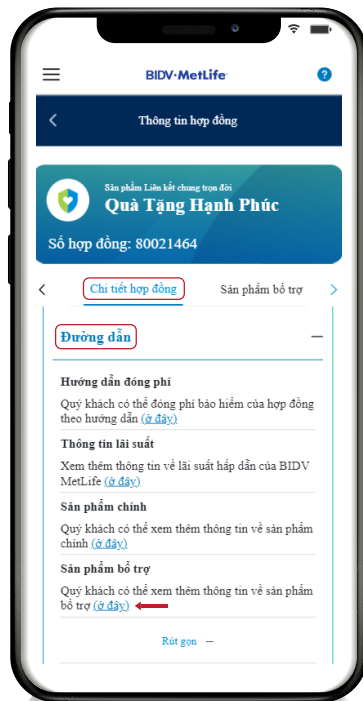 BIDV-MetLife
?
Thông tin hợp đồng
Sản phẩm Liên kết chung trọn đời
Quà Tặng Hạnh Phúc
Số hợp đồng: 80021464
Chi tiết hợp đồng Sản phẩm bổ trợ
Đường dẫn
Hướng dẫn đóng phí
Quý khách có thể đóng phí bảo hiểm của hợp đồng
theo hướng dẫn (ở đây)
Thông tin lãi suất
Xem thêm thông tin về lãi suất hấp dẫn của BIDV
MetLife (ở đây)
Sản phẩm chính
Quý khách có thể xem thêm thông tin về sản phẩm
chính (ở đây)
Sản phẩm bổ trợ
Quý khách có thể xem thêm thông tin về sản phẩm
bổ trợ (ở đây)
Rút gọn